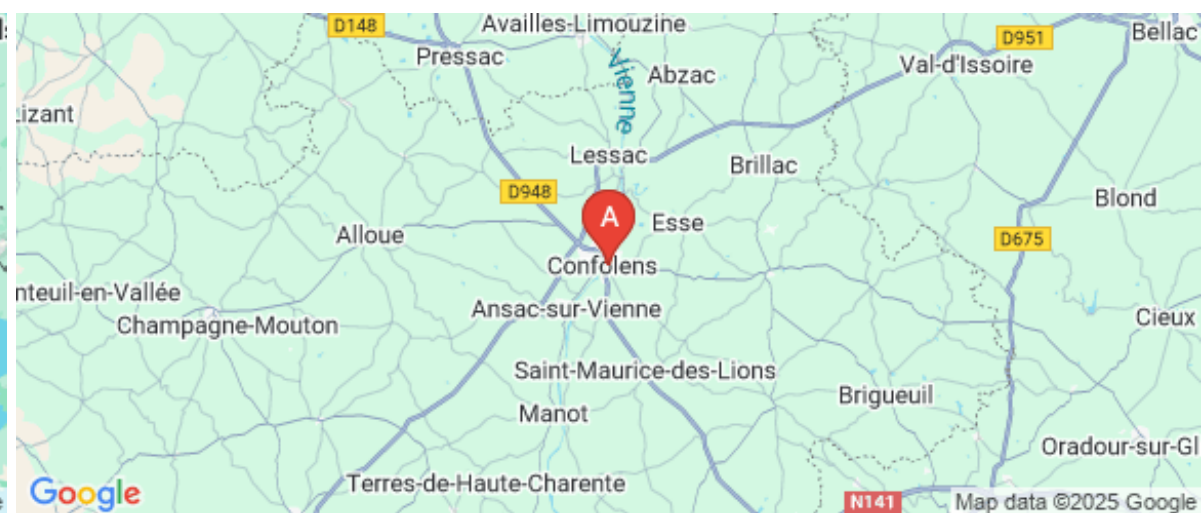 D148
Availles-Limouzine
D951
Bellac
Pressac
Val-d'Issoire
Vienne
Abzac
Lizant
Lessac
Brillac
D948
Blond
A
Esse
Alloue
D675
Confolens
nteuil-en-Vallée
Ansac-sur-Vienne
Champagne-Mouton
Cieux
Saint-Maurice-des-Lions
Brigueuil
Manot
Oradour-sur-Gl
Terres-de-Haute-Charente
Google
N141
Map data ©2025 Google